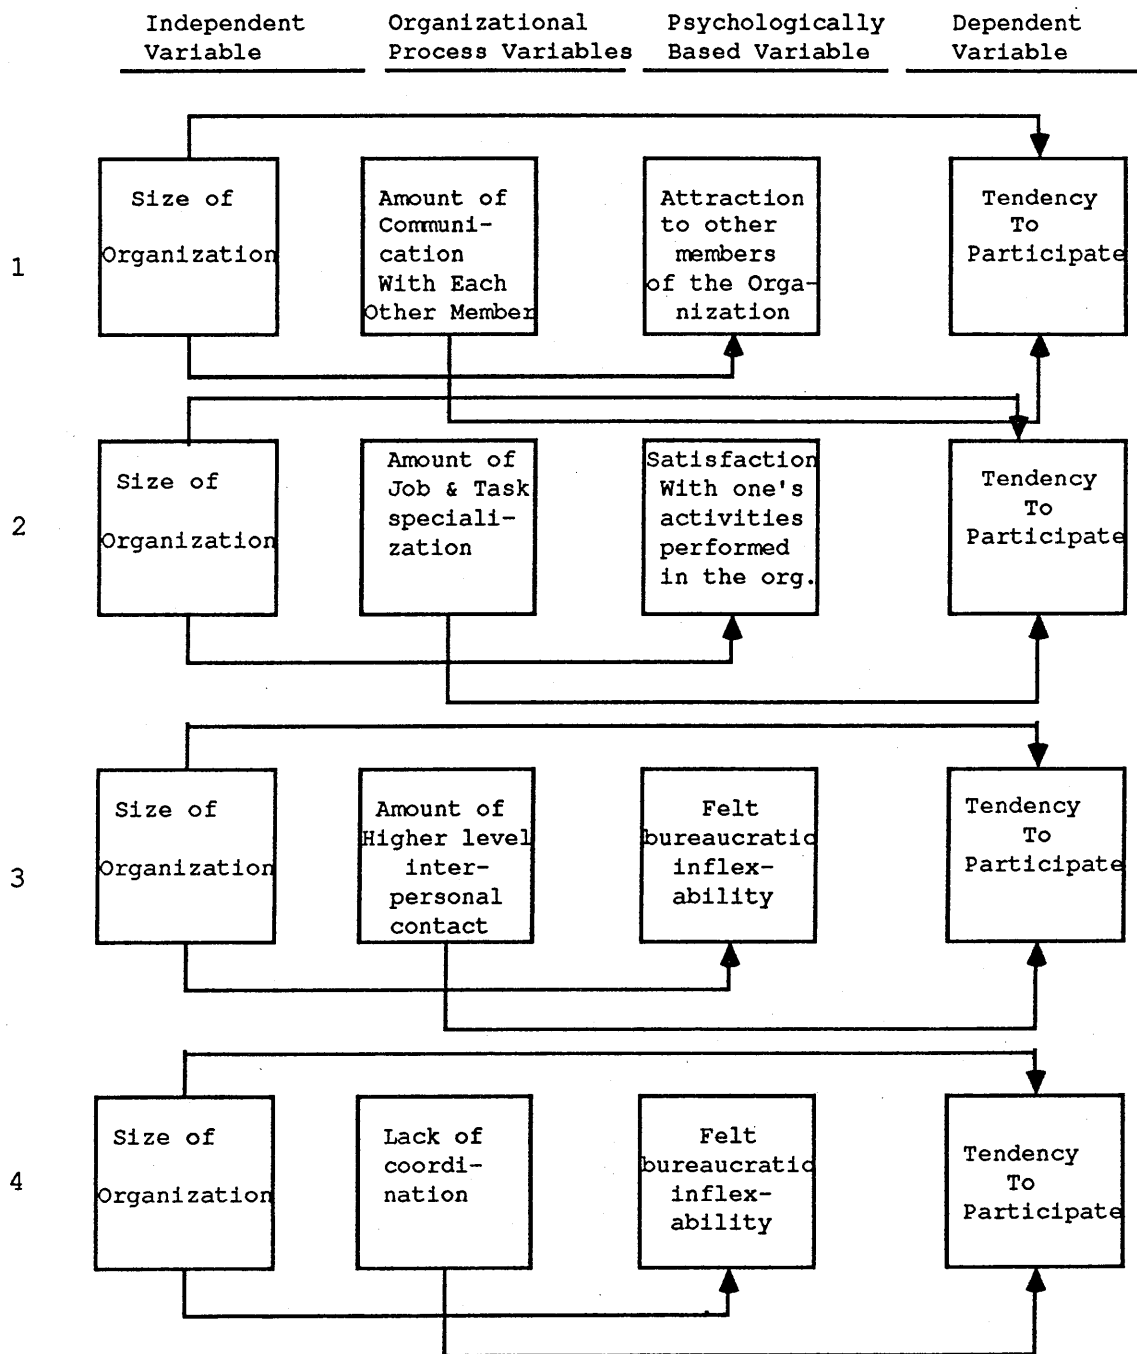 Independent
Variable
Organizational
Process Variables
Psychologically
Based Variable
Dependent
Variable
1
Size of
Organization
Amount of
Communi-
cation
With Each
Other Member
Attraction
to other
members
of the Orga-
nization
Tendency
To
Participate
2
Size of
Organization
Amount of
Job & Task
speciali-
zation
Satisfaction
With one's
activities
performed
in the org.
Tendency
To
Participate
3
Size of
Organization
Amount of
Higher level
inter-
personal
contact
Felt
bureaucratic
inflex-
ability
Tendency
To
Participate
4
Size of
Organization
Lack of
coordi-
nation
Felt
bureaucratic
inflex-
ability
Tendency
To
Participate